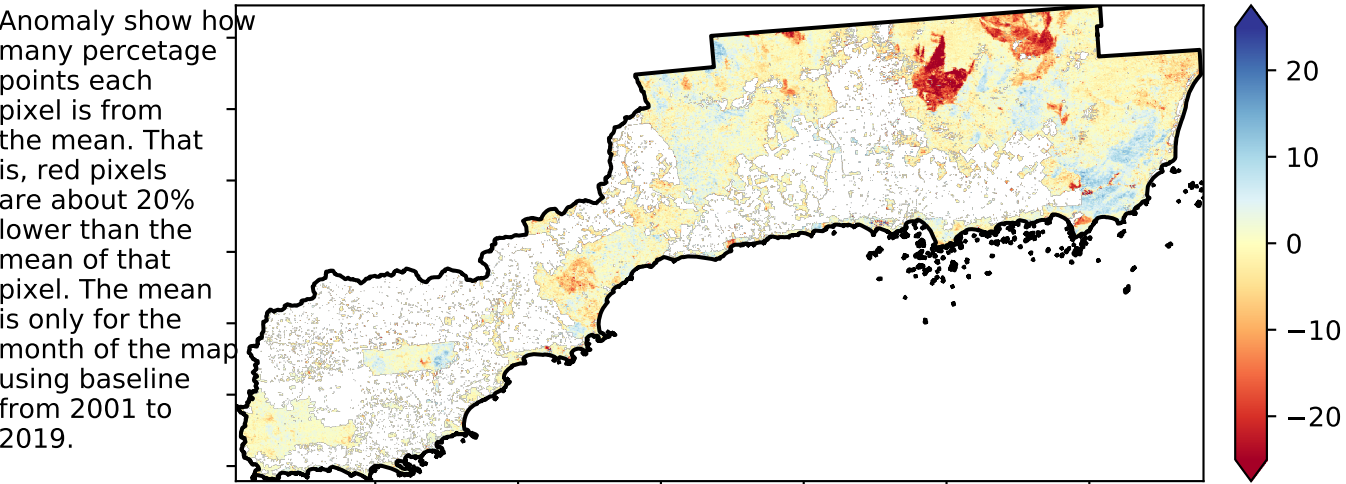 Anomaly show how
many percetage
points each
pixel is from
the mean. That
is, red pixels
are about 20%
lower than the
mean of that
pixel. The mean
is only for the
month of the map
using baseline
from 2001 to
2019.
20
10
0
−10
−20